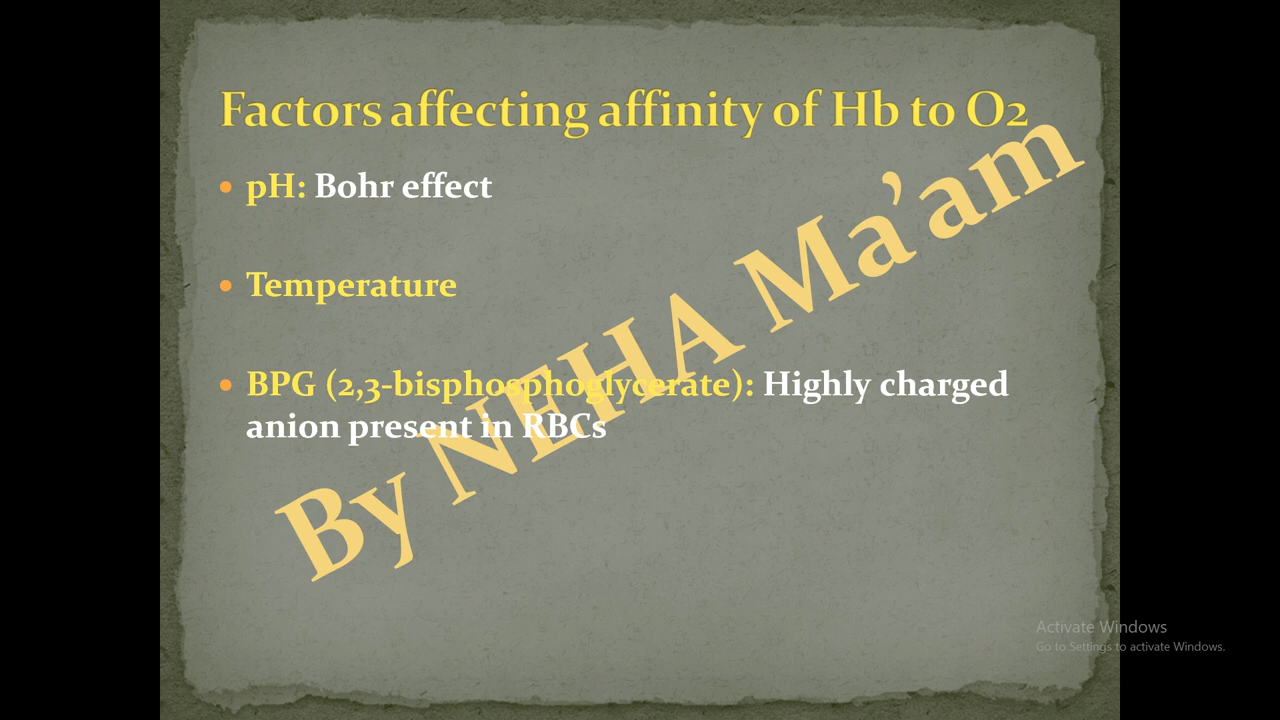 Factors affecting affinity of Hb to O2
pH: Bohr effect
Temperature
BPG (2,3-bisphosphoglycerate): Highly charged
anion present in RBCs
By NEHA Ma’am
Activate Windows
Go to Settings to activate Windows.